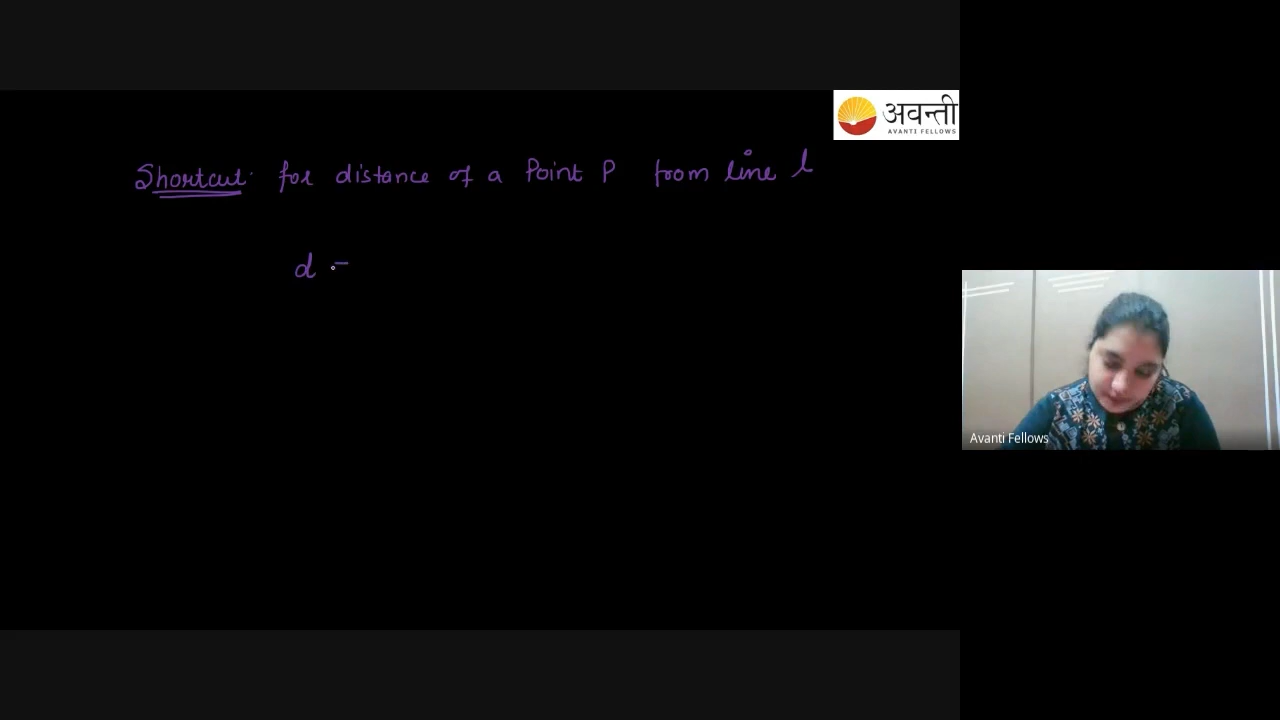 अवन्ती
AVANTI FELLOWS
Shortcut for distance of a Point P from line l
d =
Avanti Fellows